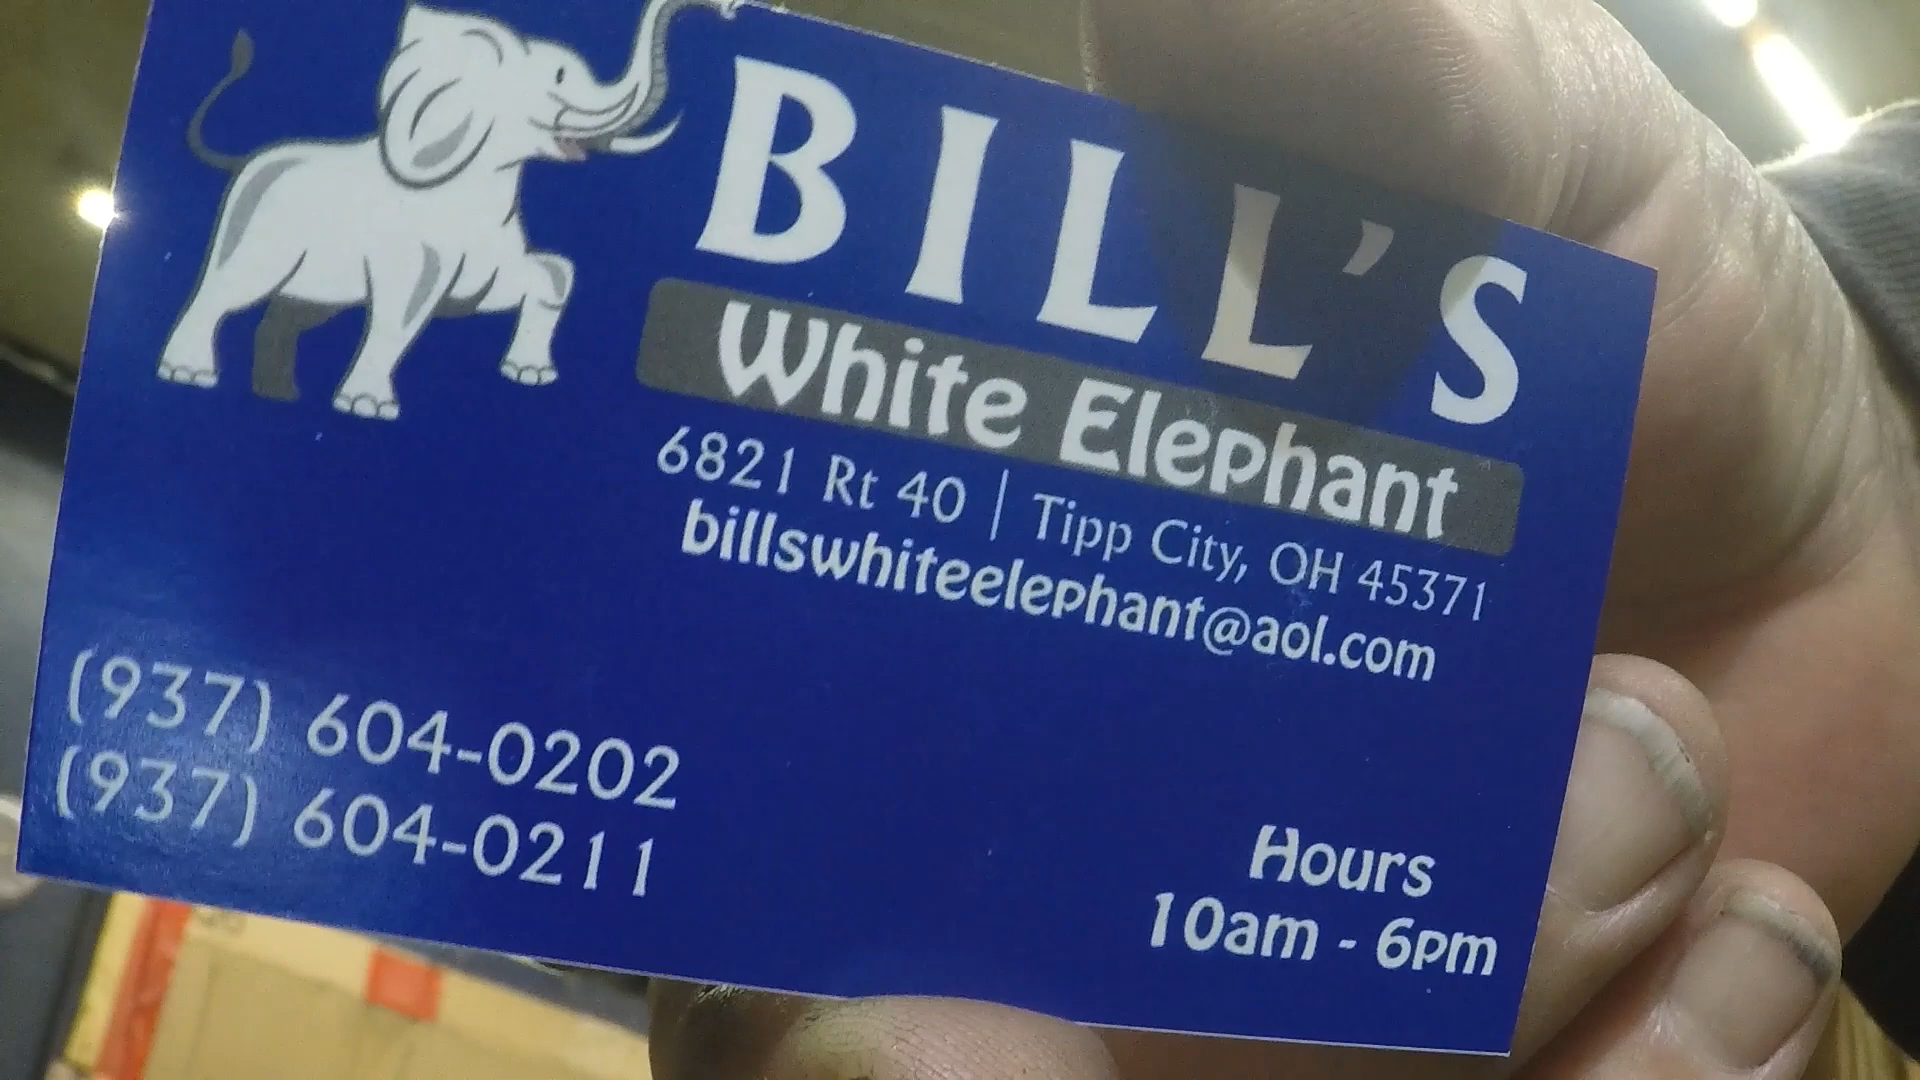 BILL'S
White Elephant
6821 Rt 40 | Tipp City, OH 45371
billswhiteelephant@aol.com
(937) 604-0202
(937) 604-0211
Hours
10am - 6pm